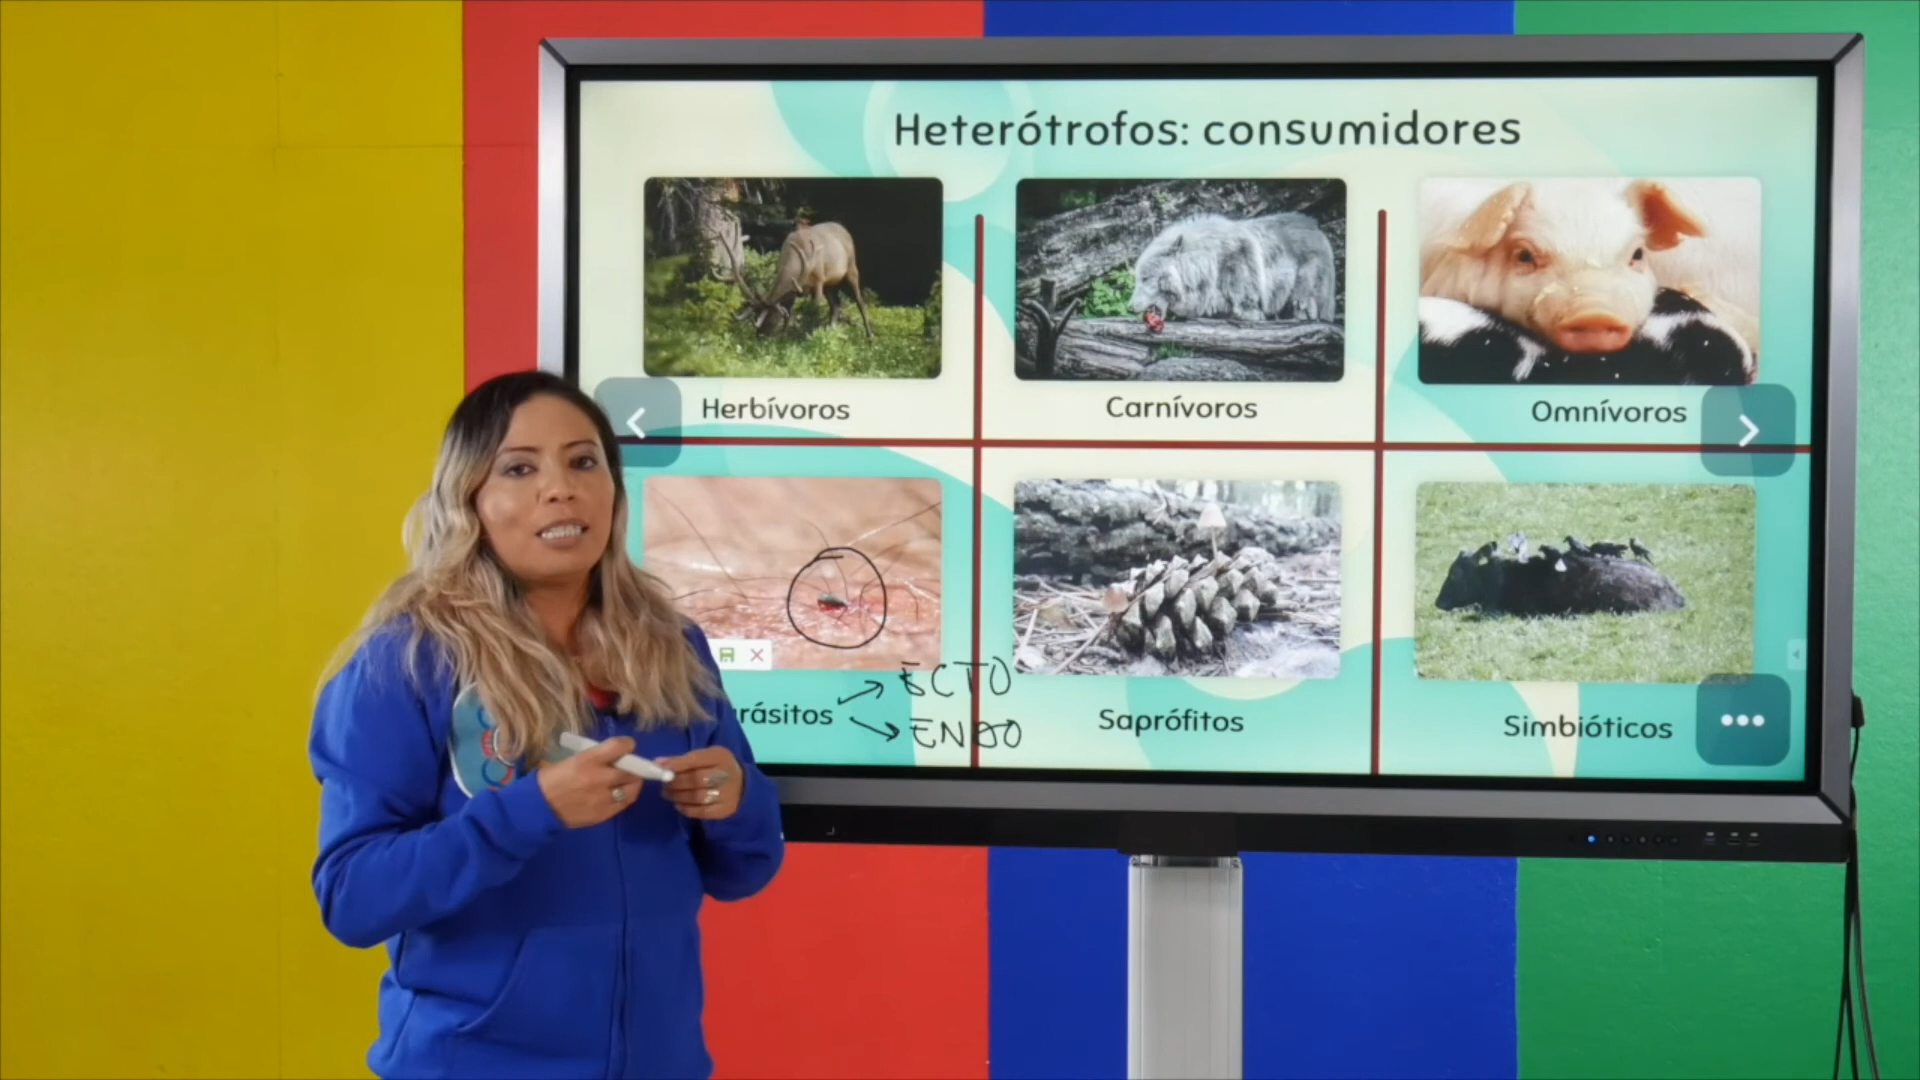 Heterótrofos: consumidores
Herbívoros
Carnívoros
Omnívoros
rásitos
ECTO
ENDO
Saprófitos
Simbióticos